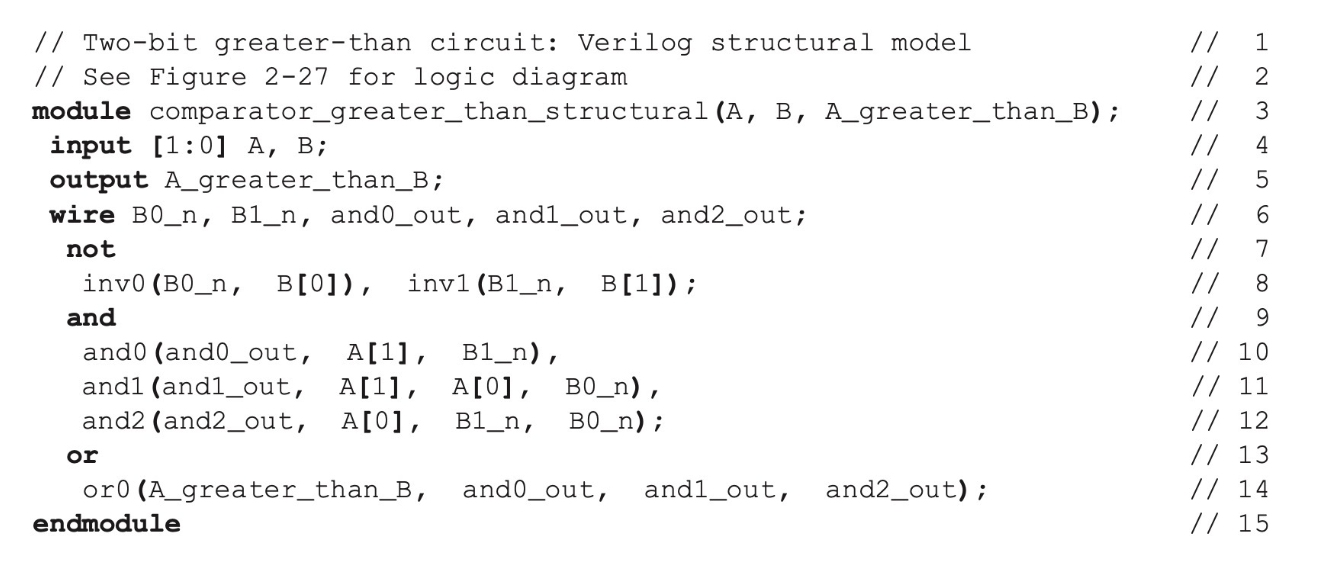 // Two-bit greater-than circuit: Verilog structural model // 1
// See Figure 2-27 for logic diagram // 2
module comparator_greater_than_structural(A, B, A_greater_than_B); // 3
input [1:0] A, B; // 4
output A_greater_than_B; // 5
wire B0_n, B1_n, and0_out, and1_out, and2_out; // 6
not // 7
inv0(B0_n, B[0]), inv1(B1_n, B[1]); // 8
and // 9
and0(and0_out, A[1], B1_n), // 10
and1(and1_out, A[1], A[0], B0_n), // 11
and2(and2_out, A[0], B1_n, B0_n); // 12
or // 13
or0(A_greater_than_B, and0_out, and1_out, and2_out); // 14
endmodule // 15